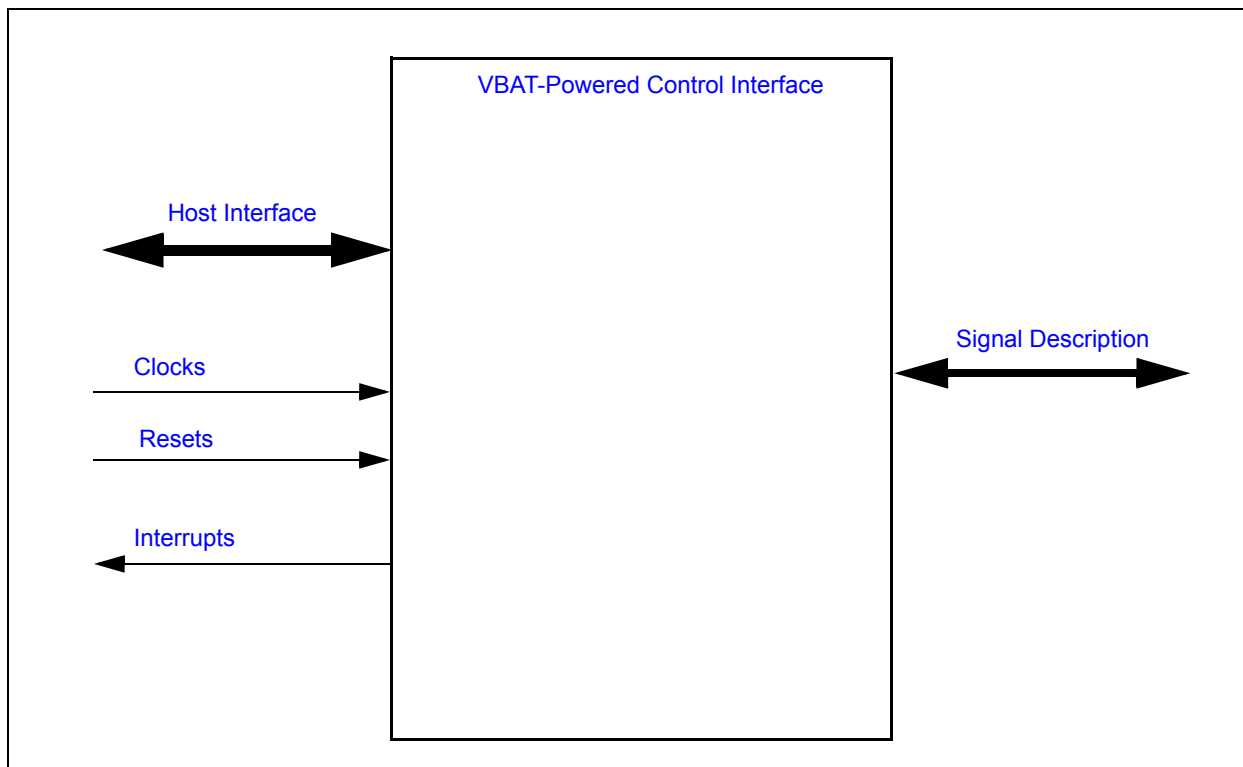 VBAT-Powered Control Interface
Host Interface
Signal Description
Clocks
Resets
Interrupts